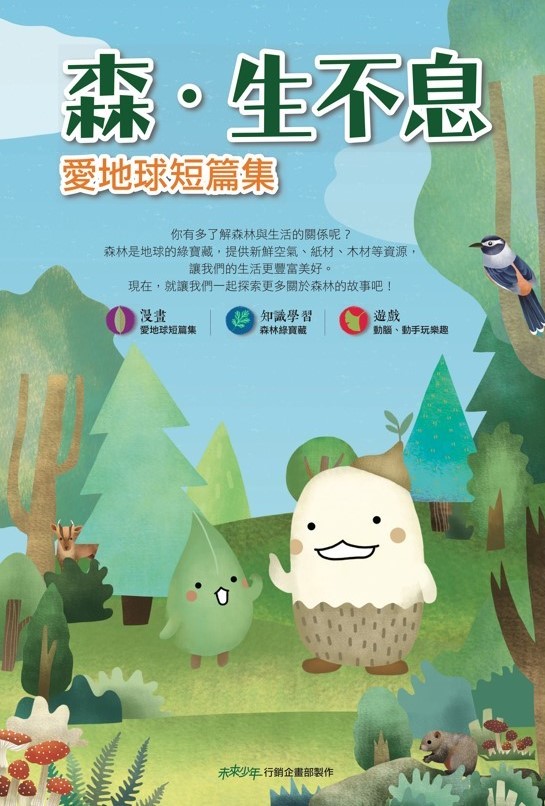 森・生不息
愛地球短篇集
你有多了解森林與生活的關係呢？
森林是地球的綠寶藏，提供新鮮空氣、紙材、木材等資源，
讓我們的生活更豐富美好。
現在，就讓我們一起探索更多關於森林的故事吧！
漫畫
愛地球短篇集
知識學習
森林綠寶藏
遊戲
動腦、動手玩樂趣
未來少年 行銷企畫部製作